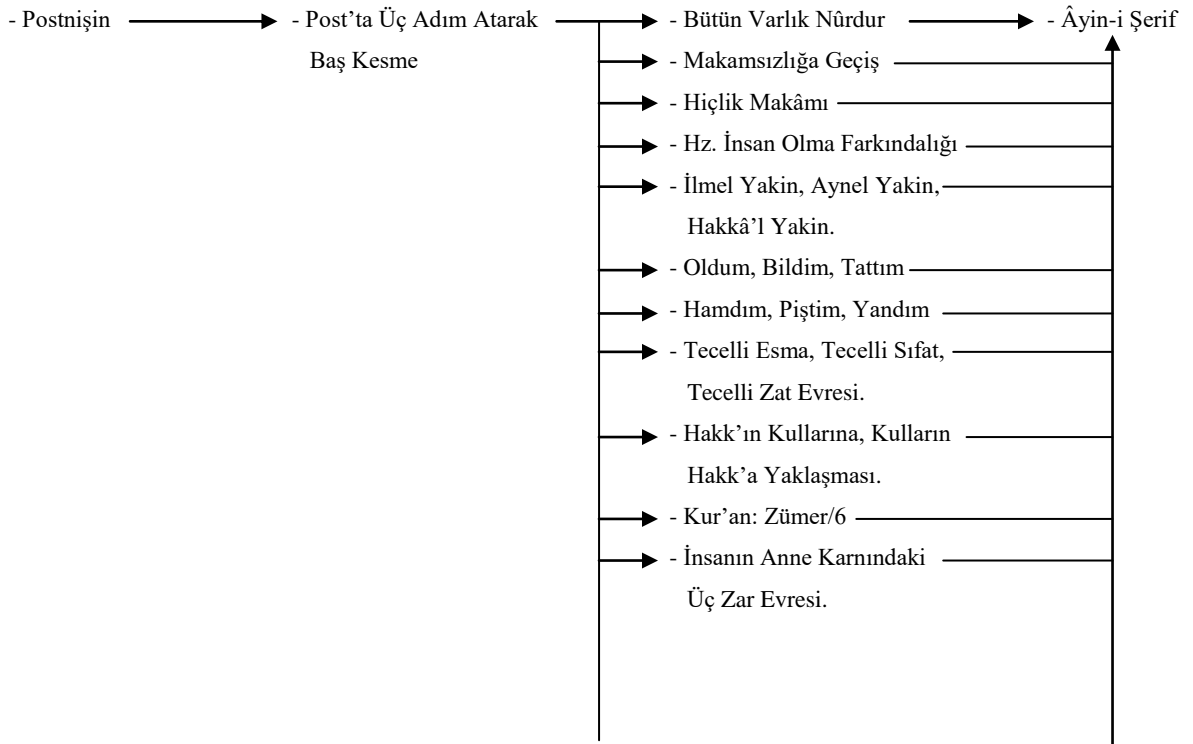 - Postnişin - Post’ta Üç Adım Atarak - Bütün Varlık Nûrdur - Âyin-i Şerif
Baş Kesme - Makamsızlığa Geçiş
- Hiçlik Makâmı
- Hz. İnsan Olma Farkındalığı
- İlmel Yakin, Aynel Yakin,
Hakkâ’l Yakin.
- Oldum, Bildim, Tattım
- Hamdım, Piştim, Yandım
- Tecelli Esma, Tecelli Sıfat,
Tecelli Zat Evresi.
- Hakk’ın Kullarına, Kulların
Hakk’a Yaklaşması.
- Kur’an: Zümer/6
- İnsanın Anne Karnındaki
Üç Zar Evresi.